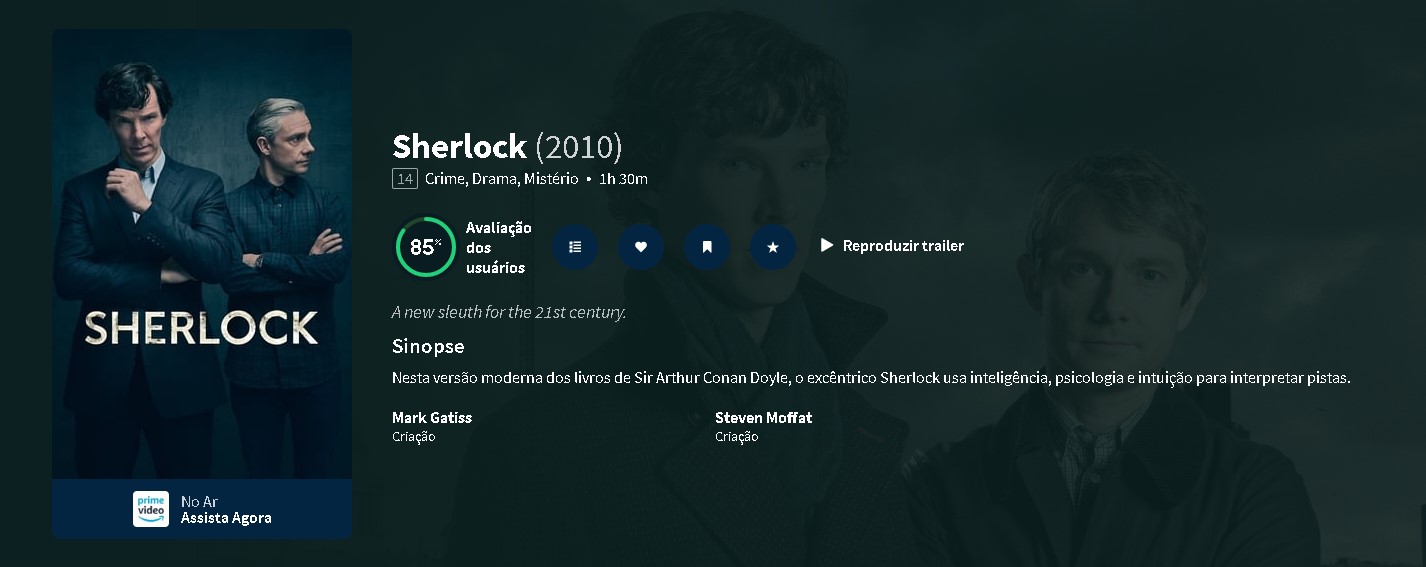 SHERLOCK
prime video
No Ar
Assista Agora
Sherlock (2010)
14 Crime, Drama, Mistério • 1h 30m
85%
Avaliação
dos
usuários
Reproduzir trailer
A new sleuth for the 21st century.
Sinopse
Nesta versão moderna dos livros de Sir Arthur Conan Doyle, o excêntrico Sherlock usa inteligência, psicologia e intuição para interpretar pistas.
Mark Gatiss
Criação
Steven Moffat
Criação